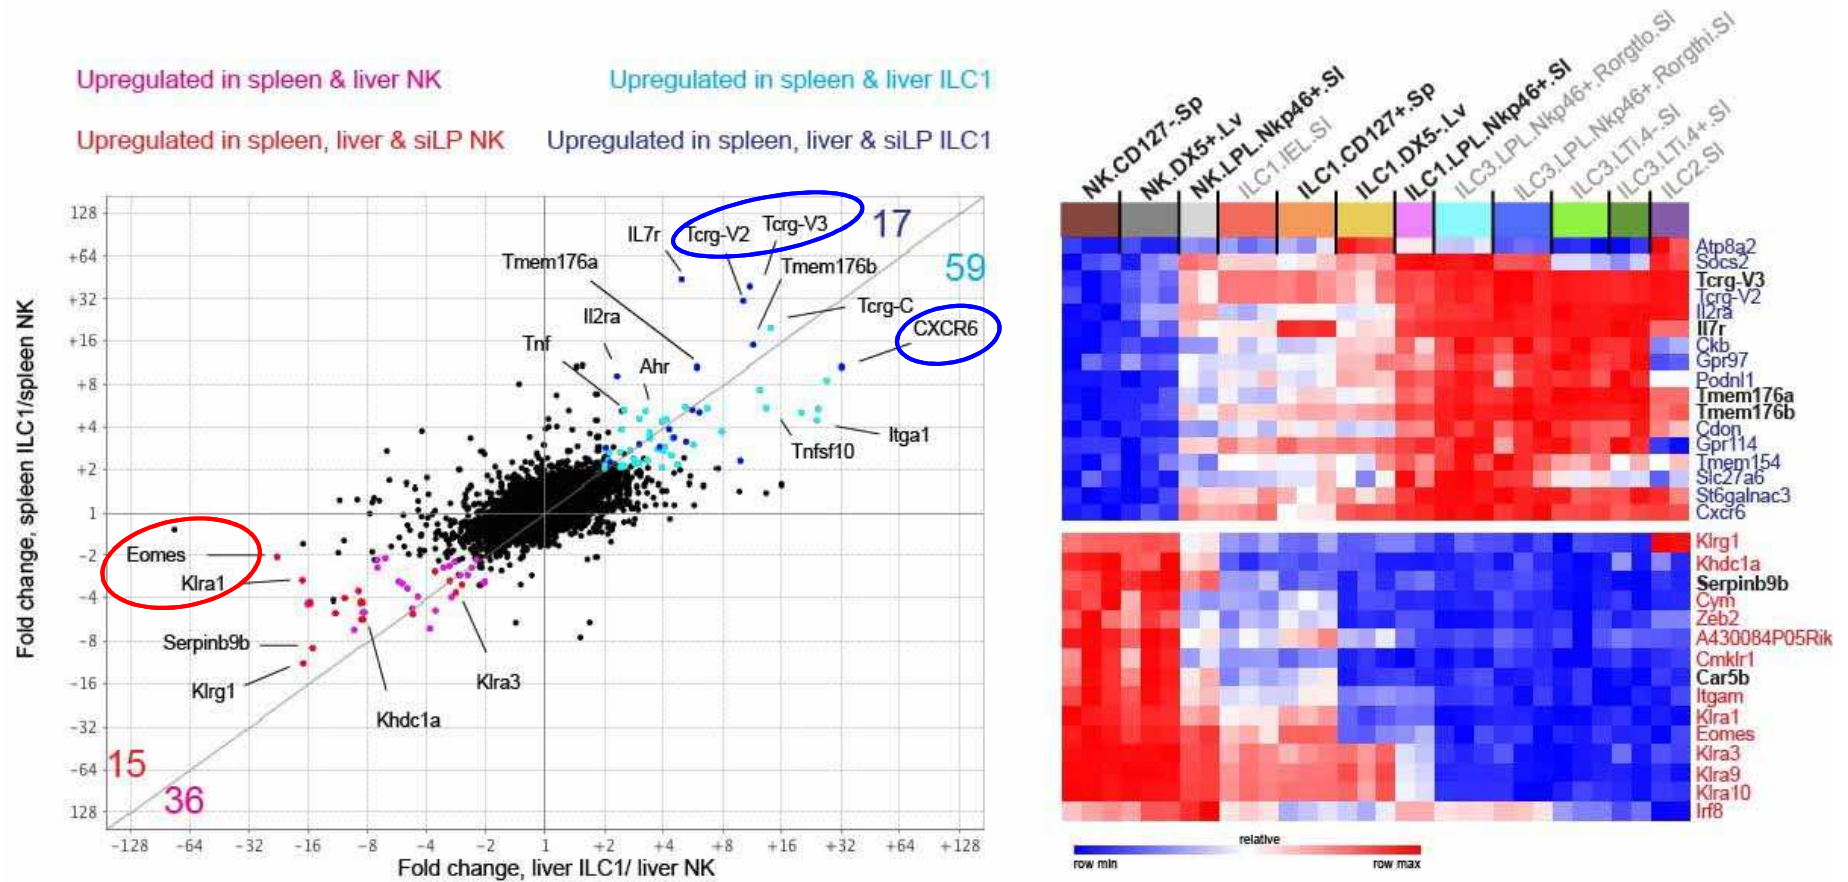 Upregulated in spleen & liver NK
Upregulated in spleen & liver ILC1
Upregulated in spleen, liver & siLP NK
Upregulated in spleen, liver & siLP ILC1
Fold change, spleen ILC1/spleen NK
128
+64
+32
+16
+8
+4
+2
1
-2
-4
-8
-16
-32
-64
128
17
59
15
36
IL7r
Tcrg-V2
Tcrg-V3
Tmem176a
Tmem176b
Il2ra
Tcrg-C
CXCR6
Tnf
Ahr
Itga1
Tnfsf10
Eomes
Klra1
Serpinb9b
Klrg1
Klra3
Khdc1a
-128
-64
-32
-16
-8
-4
-2
1
+2
+4
+8
+16
+32
+64
+128
Fold change, liver ILC1/ liver NK
NK.CD127-.Sp
NK.DX5+.Lv
NK.LPL.Nkp46+.SI
ILC1.IEL.SI
ILC1.CD127+.Sp
ILC1.DX5-.Lv
ILC1.LPL.Nkp46+.SI
ILC3.LPL.Nkp46+.Rorgtlo.SI
ILC3.LPL.Nkp46+.Rorgthi.SI
ILC3.LTi.4-.SI
ILC3.LTi.4+.SI
ILC2.SI
Atp8a2
Socs2
Tcrg-V3
Tcrg-V2
Il2ra
Il7r
Ckb
Gpr97
Podnl1
Tmem176a
Tmem176b
Cdon
Gpr114
Tmem154
Slc27a6
St6galnac3
Cxcr6
Klrg1
Khdc1a
Serpinb9b
Cym
Zeb2
A430084P05Rik
Cmklr1
Car5b
Itgam
Klra1
Eomes
Klra3
Klra9
Klra10
Irf8
relative
row min
row max